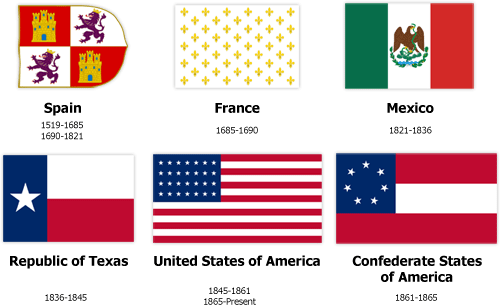 Spain
1519-1685
1690-1821
France
1685-1690
Mexico
1821-1836
Republic of Texas
1836-1845
United States of America
1845-1861
1865-Present
Confederate States
of America
1861-1865